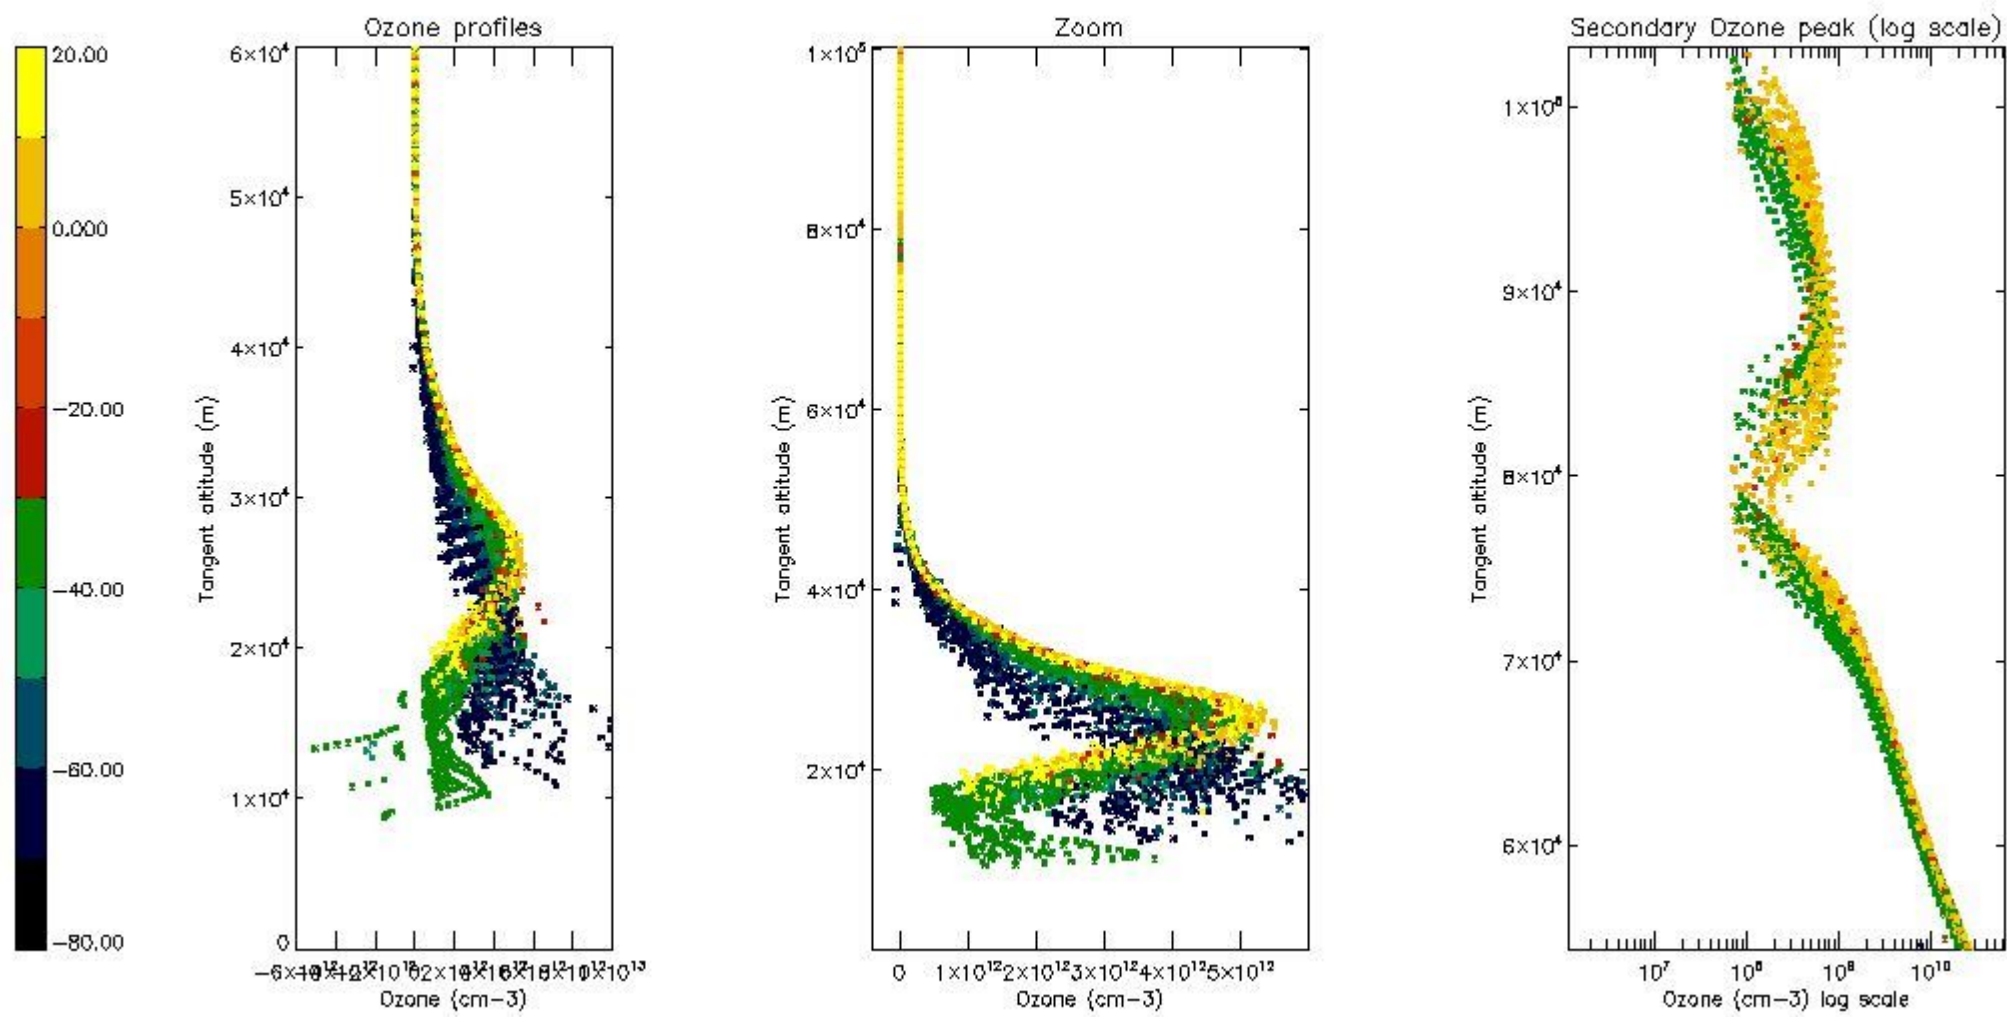 Ozone profiles
Zoom
Secondary Ozone peak (log scale)
20.00
0.000
−20.00
−40.00
−60.00
−80.00
Tangent altitude (m)
6×10⁴
5×10⁴
4×10⁴
3×10⁴
2×10⁴
1×10⁴
0
Ozone (cm−3)
Tangent altitude (m)
1×10⁵
8×10⁴
6×10⁴
4×10⁴
2×10⁴
0 1×10¹² 2×10¹² 3×10¹² 4×10¹² 5×10¹²
Ozone (cm−3)
Tangent altitude (m)
1×10⁵
9×10⁴
8×10⁴
7×10⁴
6×10⁴
10⁷ 10⁸ 10⁹ 10¹⁰
Ozone (cm−3) log scale